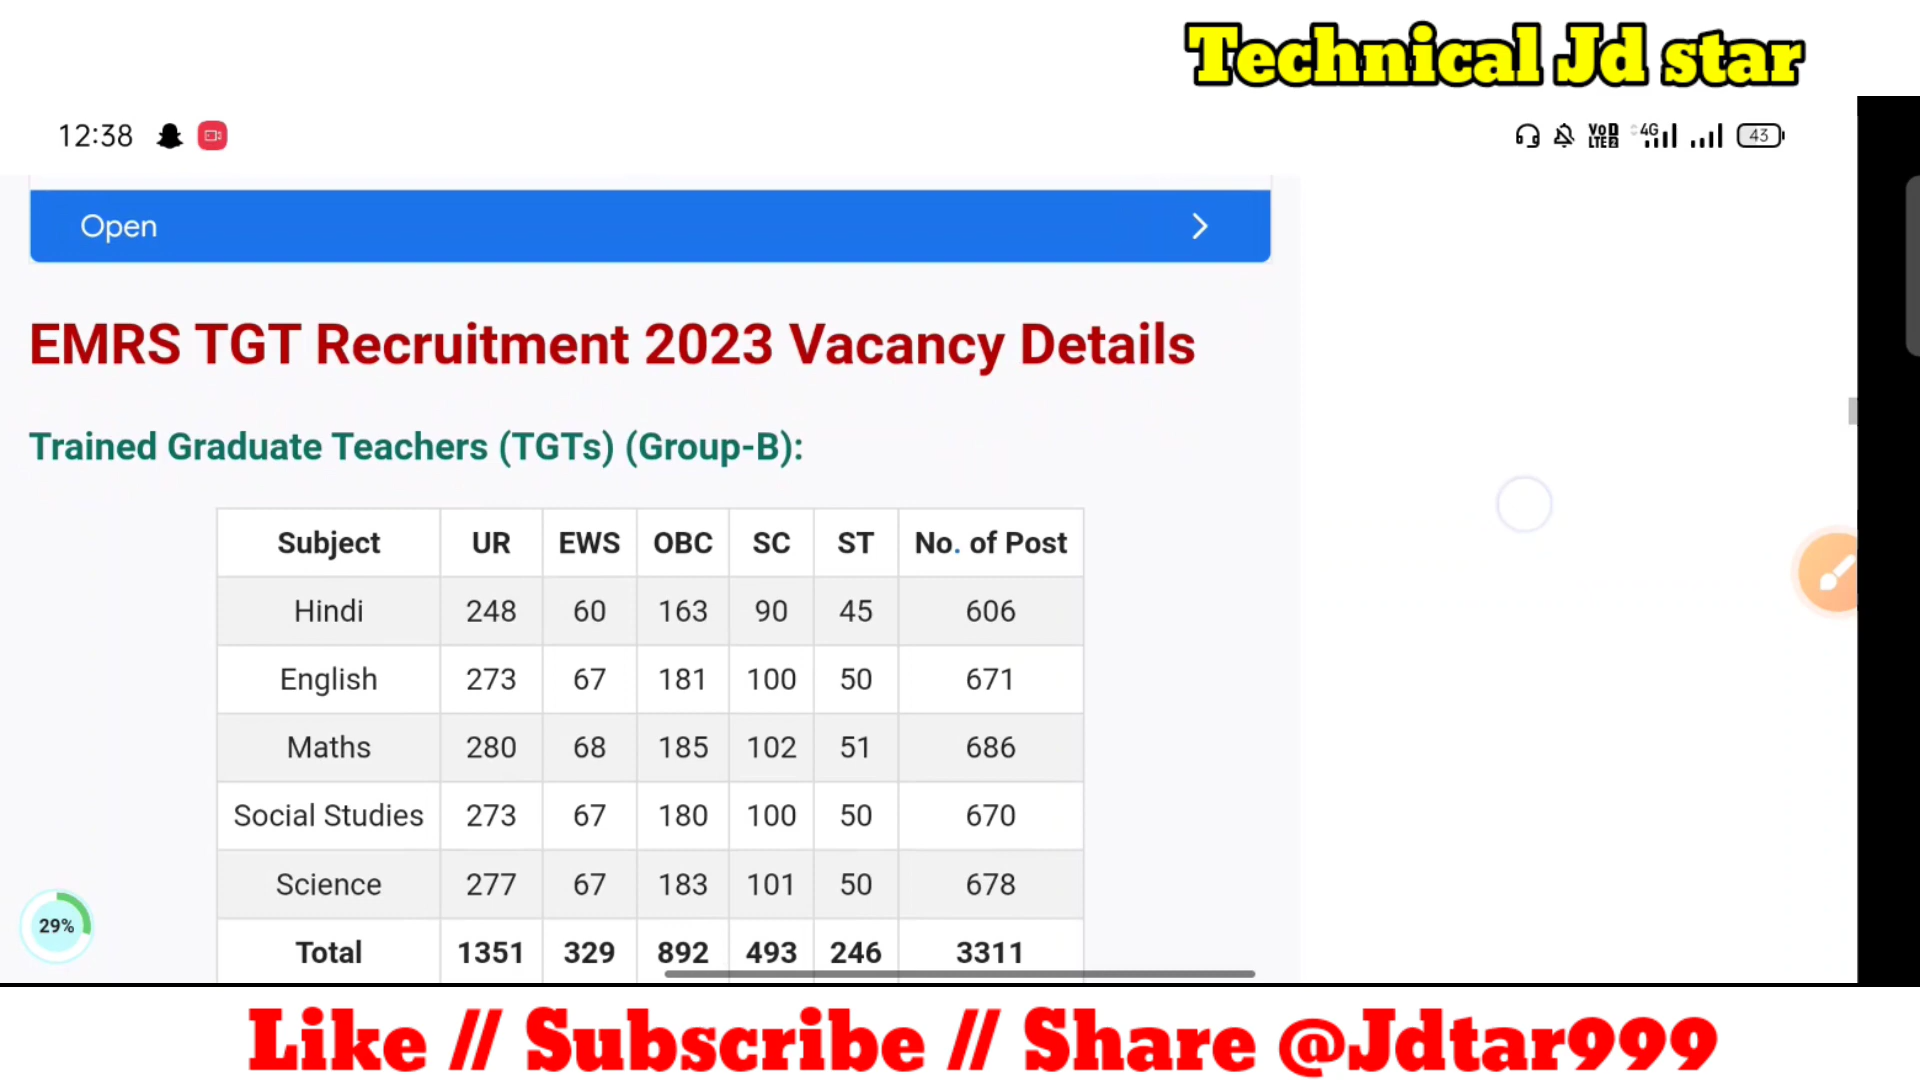 Technical Jd star
12:38 VoD LTE2 4G 43
Open
EMRS TGT Recruitment 2023 Vacancy Details
Trained Graduate Teachers (TGTs) (Group-B):
Subject UR EWS OBC SC ST No. of Post
Hindi 248 60 163 90 45 606
English 273 67 181 100 50 671
Maths 280 68 185 102 51 686
Social Studies 273 67 180 100 50 670
Science 277 67 183 101 50 678
Total 1351 329 892 493 246 3311
29%
Like // Subscribe // Share @Jdtar999